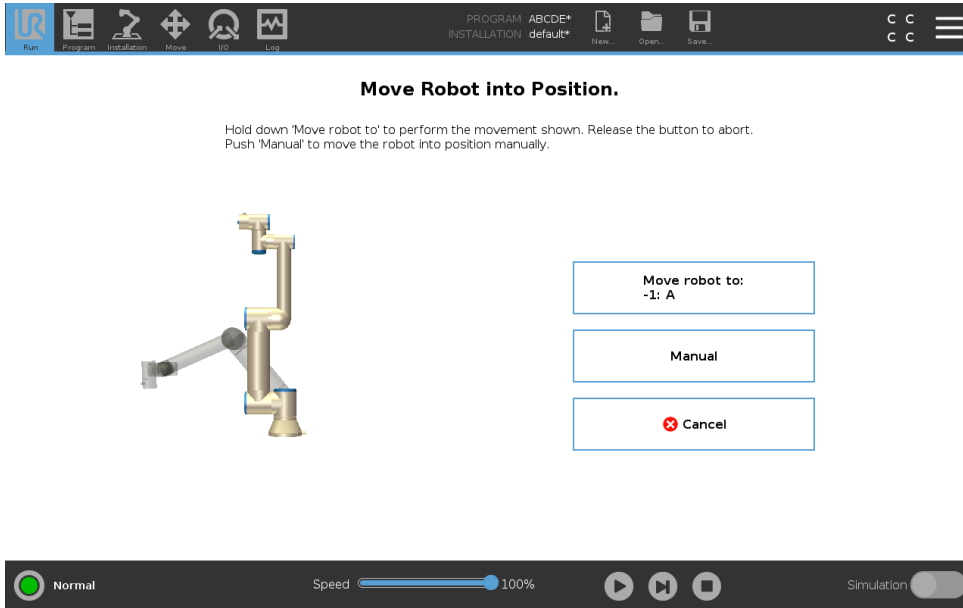 PROGRAM ABCDE*
INSTALLATION default*
C C
C C
Run Program Installation Move I/O Log New... Open... Save...
Move Robot into Position.
Hold down 'Move robot to' to perform the movement shown. Release the button to abort.
Push 'Manual' to move the robot into position manually.
Move robot to:
-1: A
Manual
Cancel
Normal
Speed 100%
Simulation